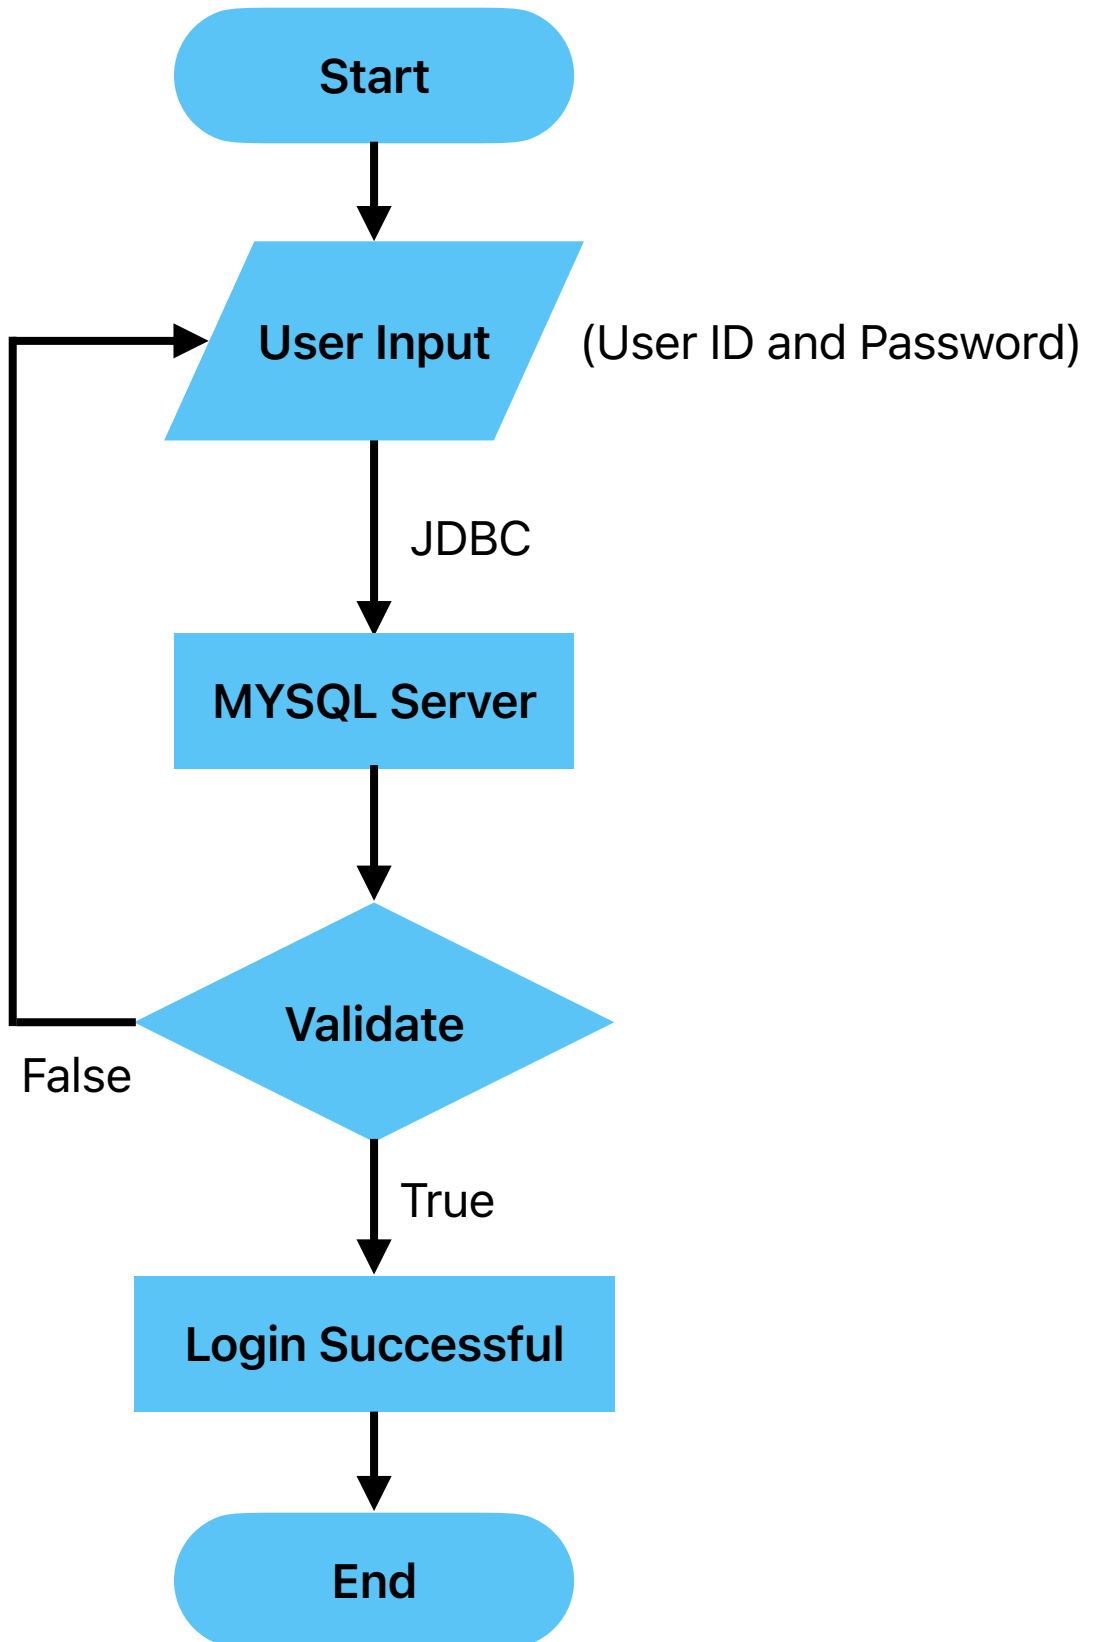 Start
User Input
(User ID and Password)
JDBC
MYSQL Server
Validate
False
True
Login Successful
End